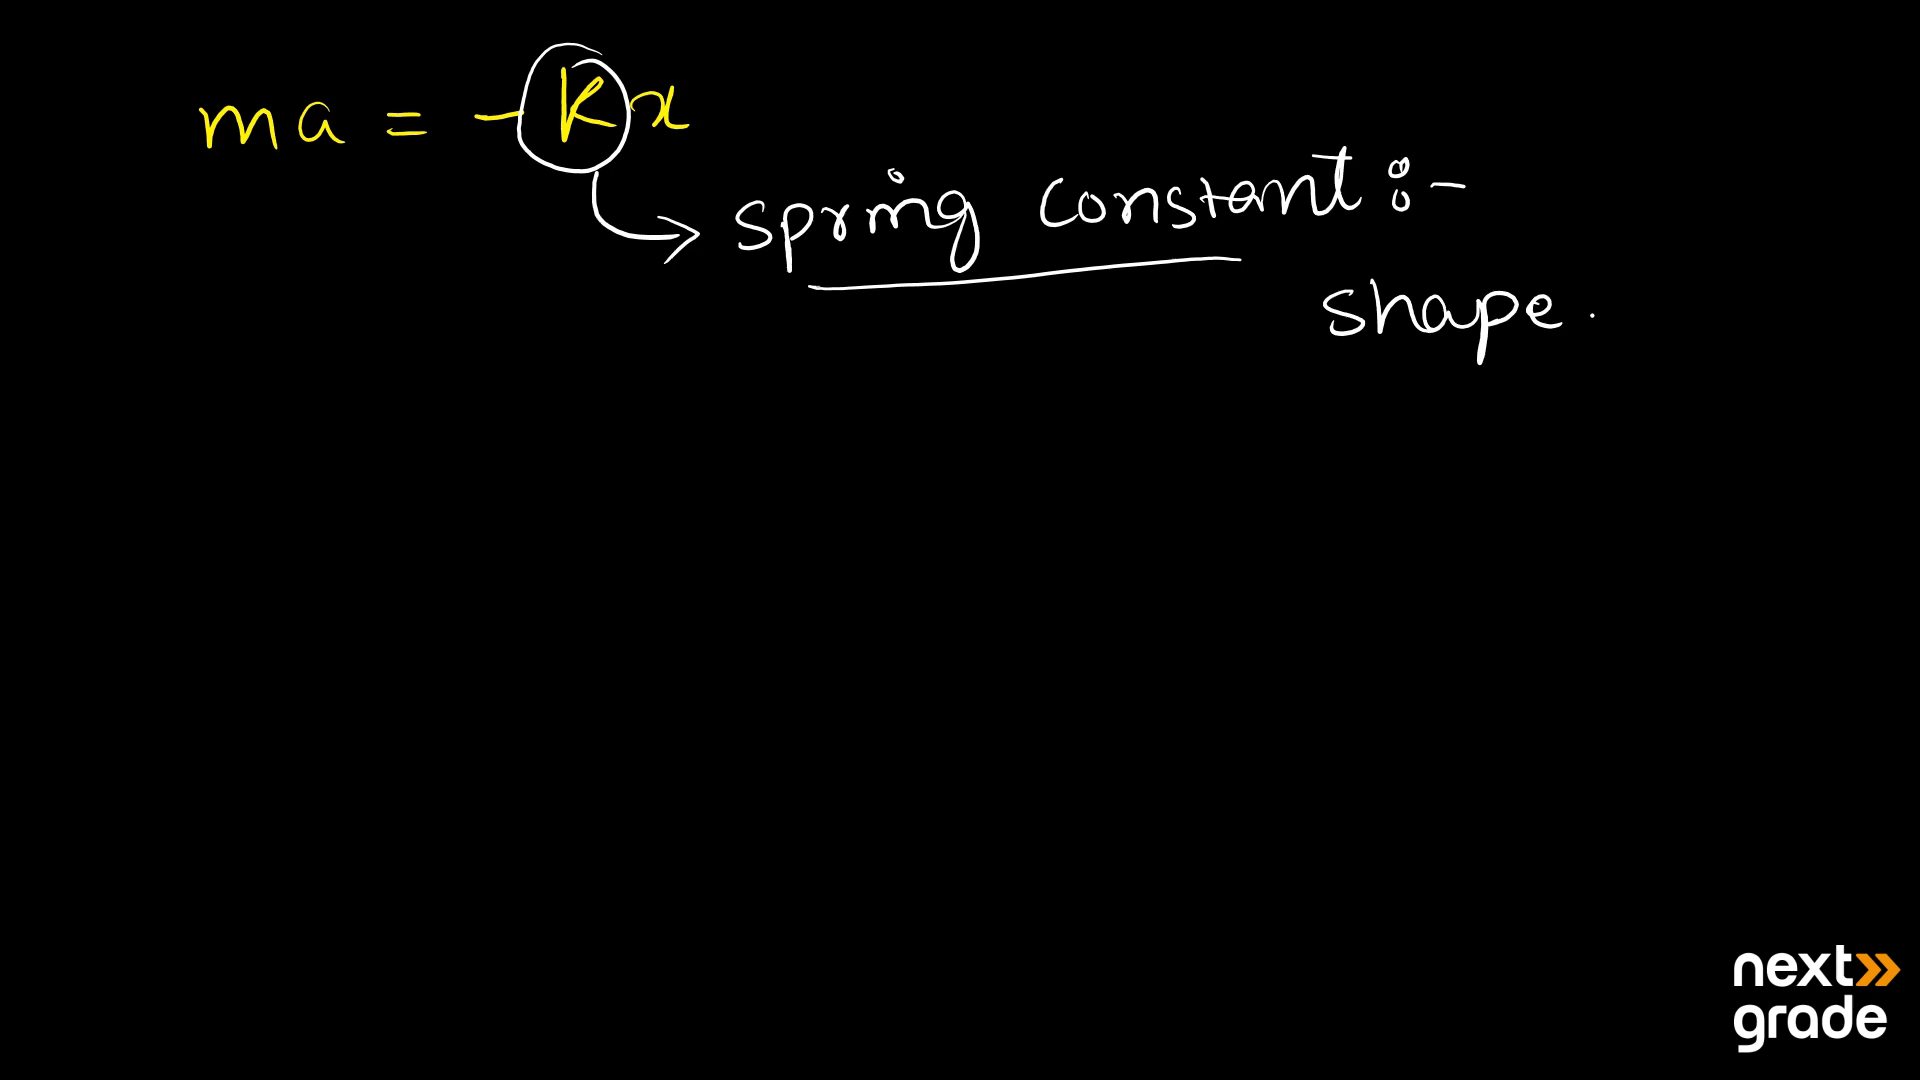 ma = -kx
spring constant :-
shape.
next
grade